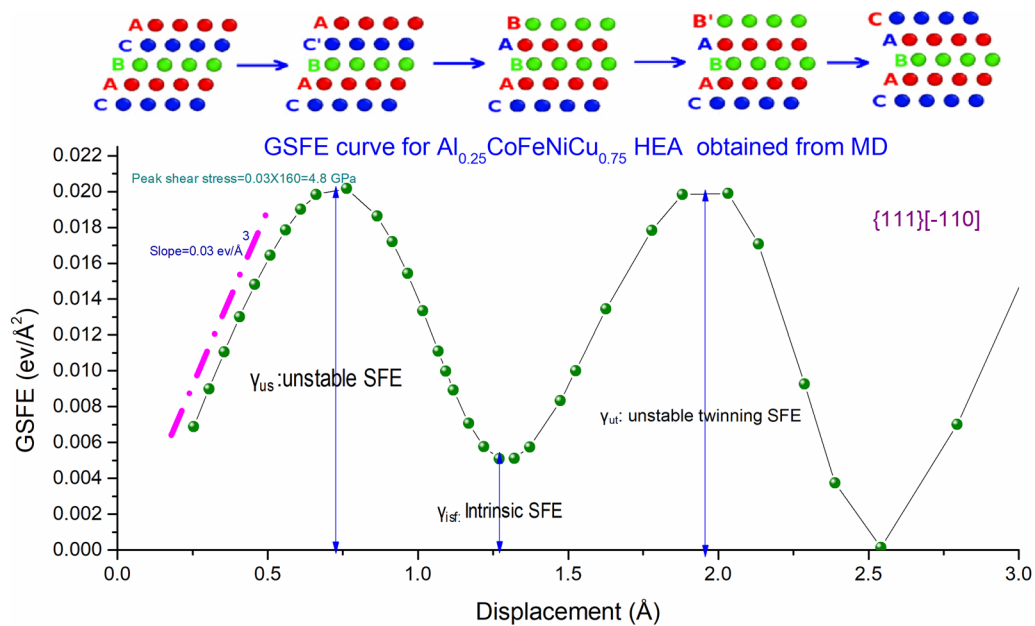 A A B B' C
C C' A A A
B B B B B
A A A A A
C C C C C
GSFE curve for Al0.25CoFeNiCu0.75 HEA obtained from MD
Peak shear stress=0.03X160=4.8 GPa
{111}[-110]
Slope=0.03 ev/Å3
γus :unstable SFE
γut: unstable twinning SFE
γisf: Intrinsic SFE
GSFE (ev/Å2)
0.022
0.020
0.018
0.016
0.014
0.012
0.010
0.008
0.006
0.004
0.002
0.000
0.0 0.5 1.0 1.5 2.0 2.5 3.0
Displacement (Å)